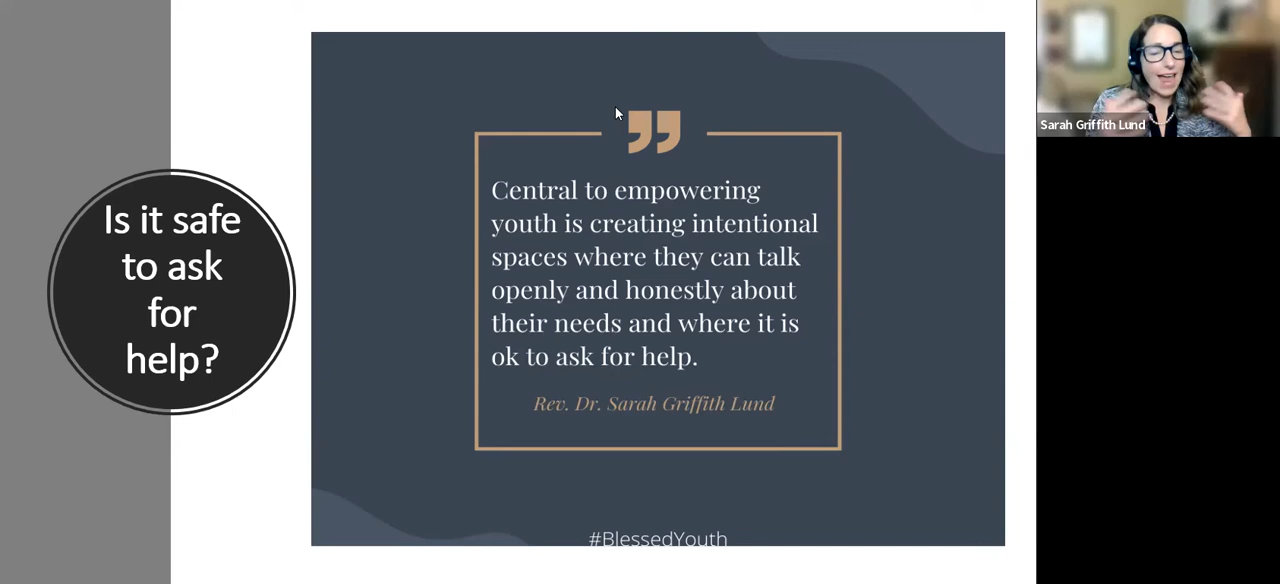 Is it safe
to ask
for
help?
Central to empowering
youth is creating intentional
spaces where they can talk
openly and honestly about
their needs and where it is
ok to ask for help.
Rev. Dr. Sarah Griffith Lund
#BlessedYouth
Sarah Griffith Lund